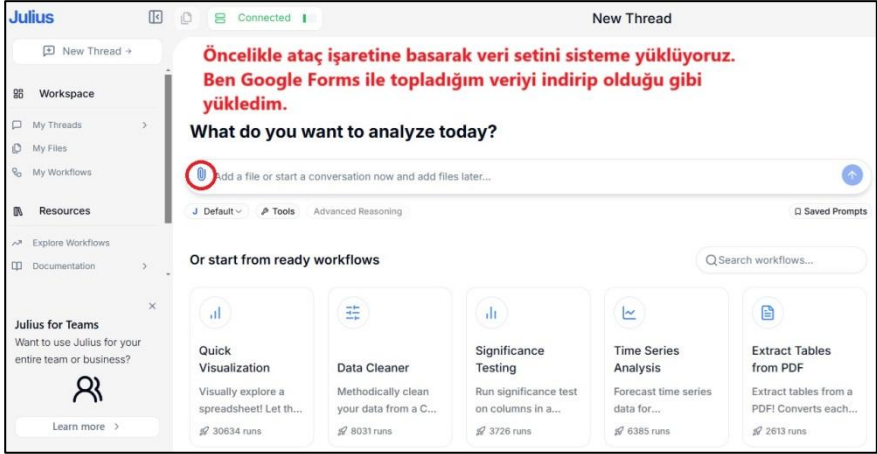 Julius
Connected
New Thread
New Thread →
Öncelikle ataç işaretine basarak veri setini sisteme yüklüyoruz.
Ben Google Forms ile topladığım veriyi indirip olduğu gibi
yükledim.
Workspace
My Threads
My Files
My Workflows
What do you want to analyze today?
Add a file or start a conversation now and add files later...
Resources
J Default
Tools
Advanced Reasoning
Saved Prompts
Explore Workflows
Documentation
Or start from ready workflows
Search workflows...
Julius for Teams
Want to use Julius for your
entire team or business?
Learn more
Quick
Visualization
Visually explore a
spreadsheet! Let th...
30634 runs
Data Cleaner
Methodically clean
your data from a C...
8031 runs
Significance
Testing
Run significance test
on columns in a...
3726 runs
Time Series
Analysis
Forecast time series
data for...
6385 runs
Extract Tables
from PDF
Extract tables from a
PDF! Converts each...
2613 runs